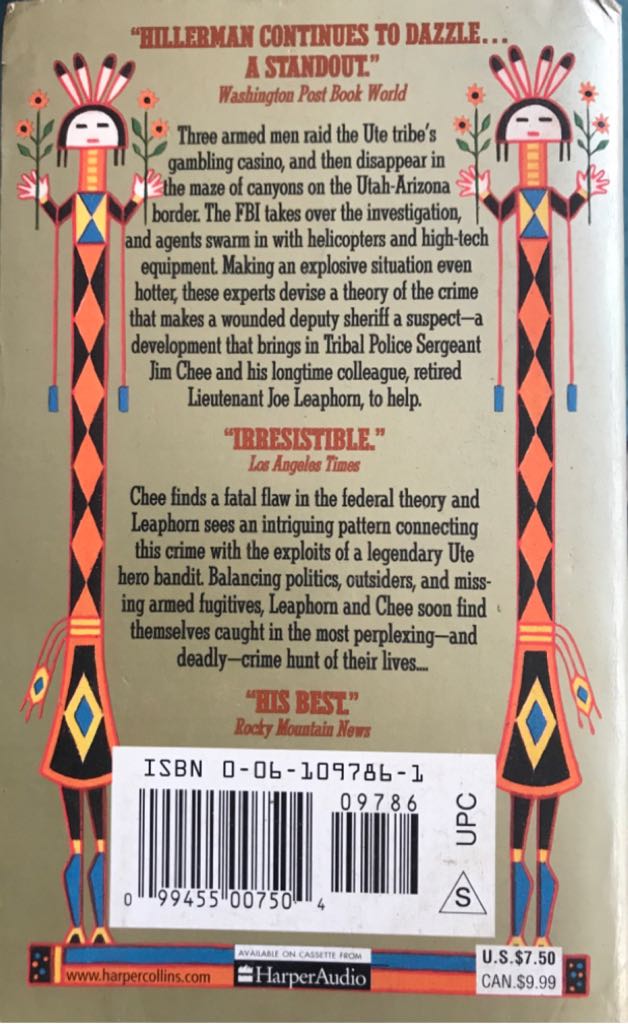 "HILLERMAN CONTINUES TO DAZZLE...
A STANDOUT."
Washington Post Book World
Three armed men raid the Ute tribe's
gambling casino, and then disappear in
the maze of canyons on the Utah-Arizona
border. The FBI takes over the investigation,
and agents swarm in with helicopters and high-tech
equipment. Making an explosive situation even
hotter, these experts devise a theory of the crime
that makes a wounded deputy sheriff a suspect—a
development that brings in Tribal Police Sergeant
Jim Chee and his longtime colleague, retired
Lieutenant Joe Leaphorn, to help.
"IRRESISTIBLE."
Los Angeles Times
Chee finds a fatal flaw in the federal theory and
Leaphorn sees an intriguing pattern connecting
this crime with the exploits of a legendary Ute
hero bandit. Balancing politics, outsiders, and miss-
ing armed fugitives, Leaphorn and Chee soon find
themselves caught in the most perplexing—and
deadly—crime hunt of their lives....
"HIS BEST."
Rocky Mountain News
ISBN 0-06-109786-1
09786
UPC
S
0 99455 00750 4
www.harpercollins.com
AVAILABLE ON CASSETTE FROM
HarperAudio
U.S.$7.50
CAN.$9.99